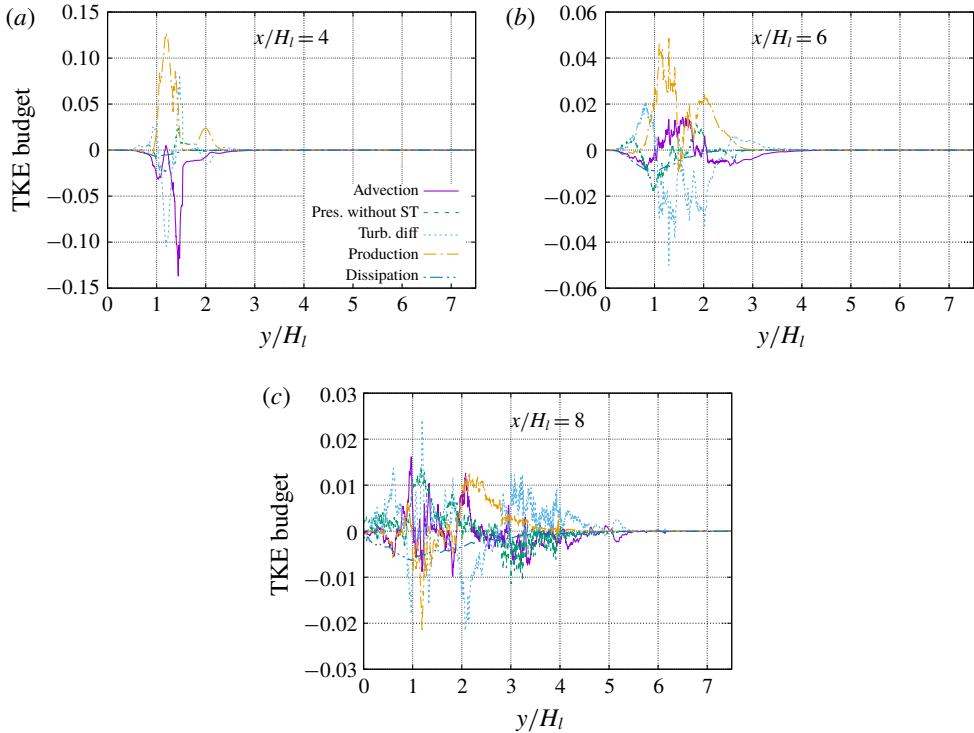 (a)
x/H_l = 4
0.15
0.10
0.05
0
−0.05
−0.10
−0.15
TKE budget
Advection
Pres. without ST
Turb. diff
Production
Dissipation
0 1 2 3 4 5 6 7
y/H_l
(b)
x/H_l = 6
0.06
0.04
0.02
0
−0.02
−0.04
−0.06
0 1 2 3 4 5 6 7
y/H_l
(c)
x/H_l = 8
0.03
0.02
0.01
0
−0.01
−0.02
−0.03
TKE budget
0 1 2 3 4 5 6 7
y/H_l